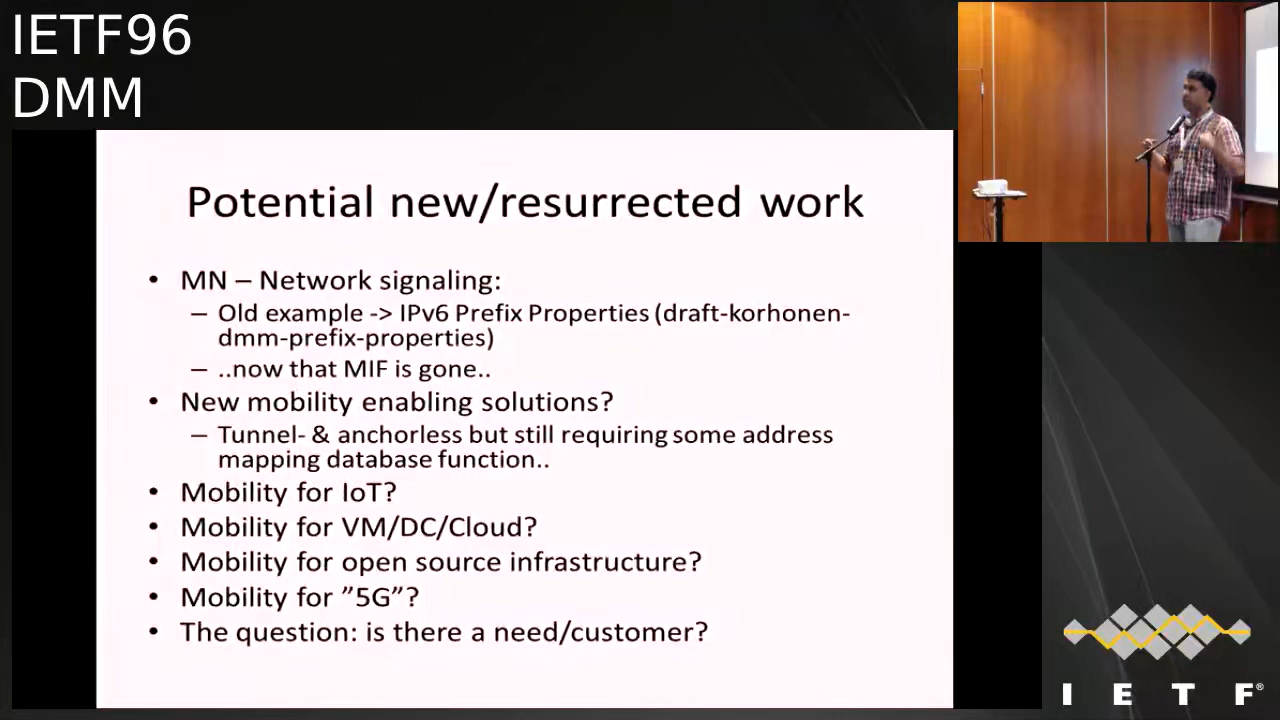 IETF96
DMM
Potential new/resurrected work
• MN – Network signaling:
– Old example -> IPv6 Prefix Properties (draft-korhonen-
dmm-prefix-properties)
– ..now that MIF is gone..
• New mobility enabling solutions?
– Tunnel- & anchorless but still requiring some address
mapping database function..
• Mobility for IoT?
• Mobility for VM/DC/Cloud?
• Mobility for open source infrastructure?
• Mobility for ”5G”?
• The question: is there a need/customer?
I E T F®